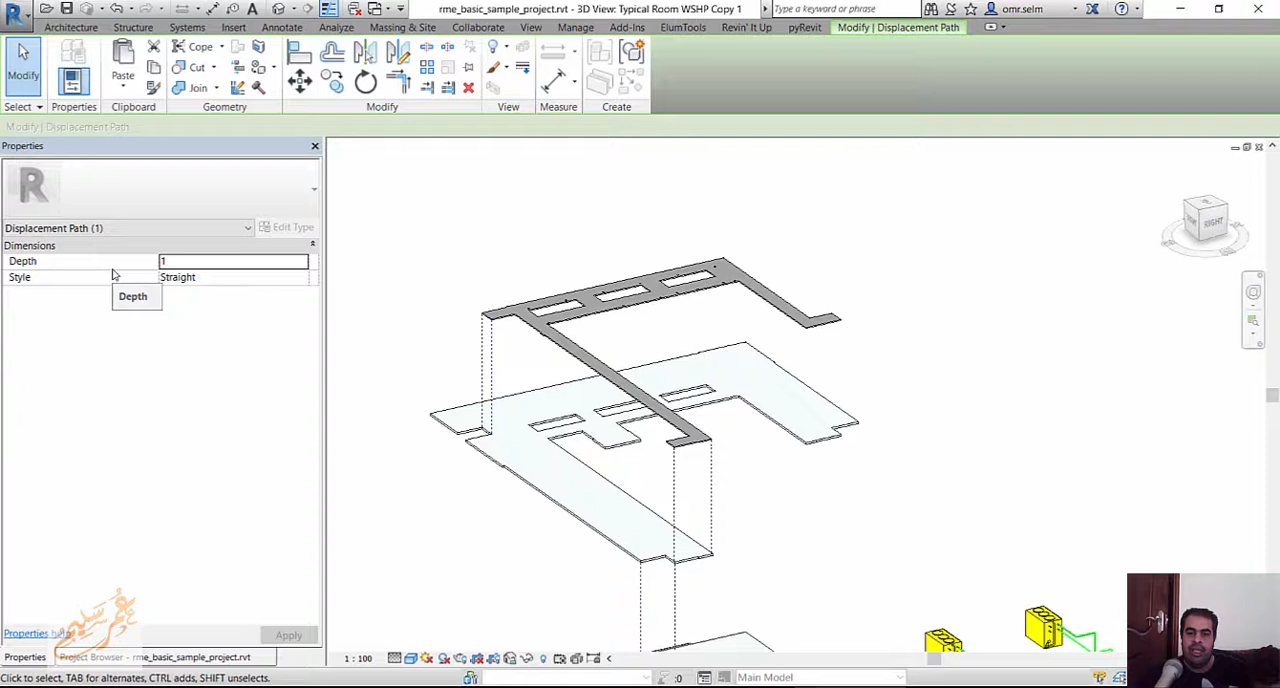 rme_basic_sample_project.rvt - 3D View: Typical Room WSHP Copy 1
Type a keyword or phrase
omr.selm
Architecture Structure Systems Insert Annotate Analyze Massing & Site Collaborate View Manage Add-Ins ElumTools Revin' It Up pyRevit Modify | Displacement Path
Modify
Paste
Cope
Cut
Join
Select Properties Clipboard Geometry Modify View Measure Create
Modify | Displacement Path
Properties
R
Displacement Path (1)
Edit Type
Dimensions
Depth 1
Style Straight
Depth
RIGHT
عمر سليم
Properties help
Apply
Properties
Project Browser - rme_basic_sample_project.rvt
1 : 100
Click to select, TAB for alternates, CTRL adds, SHIFT unselects.
:0
Main Model